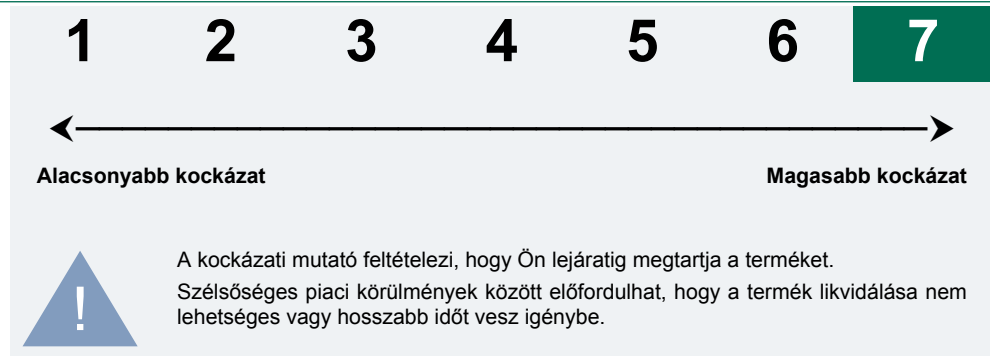 1 2 3 4 5 6 7
Alacsonyabb kockázat Magasabb kockázat
A kockázati mutató feltételezi, hogy Ön lejáratig megtartja a terméket.
Szélsőséges piaci körülmények között előfordulhat, hogy a termék likvidálása nem
lehetséges vagy hosszabb időt vesz igénybe.
!